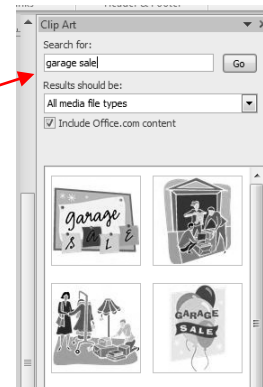 Clip Art
Search for:
garage sale
Go
Results should be:
All media file types
Include Office.com content
garage
SALE
GARAGE
SALE